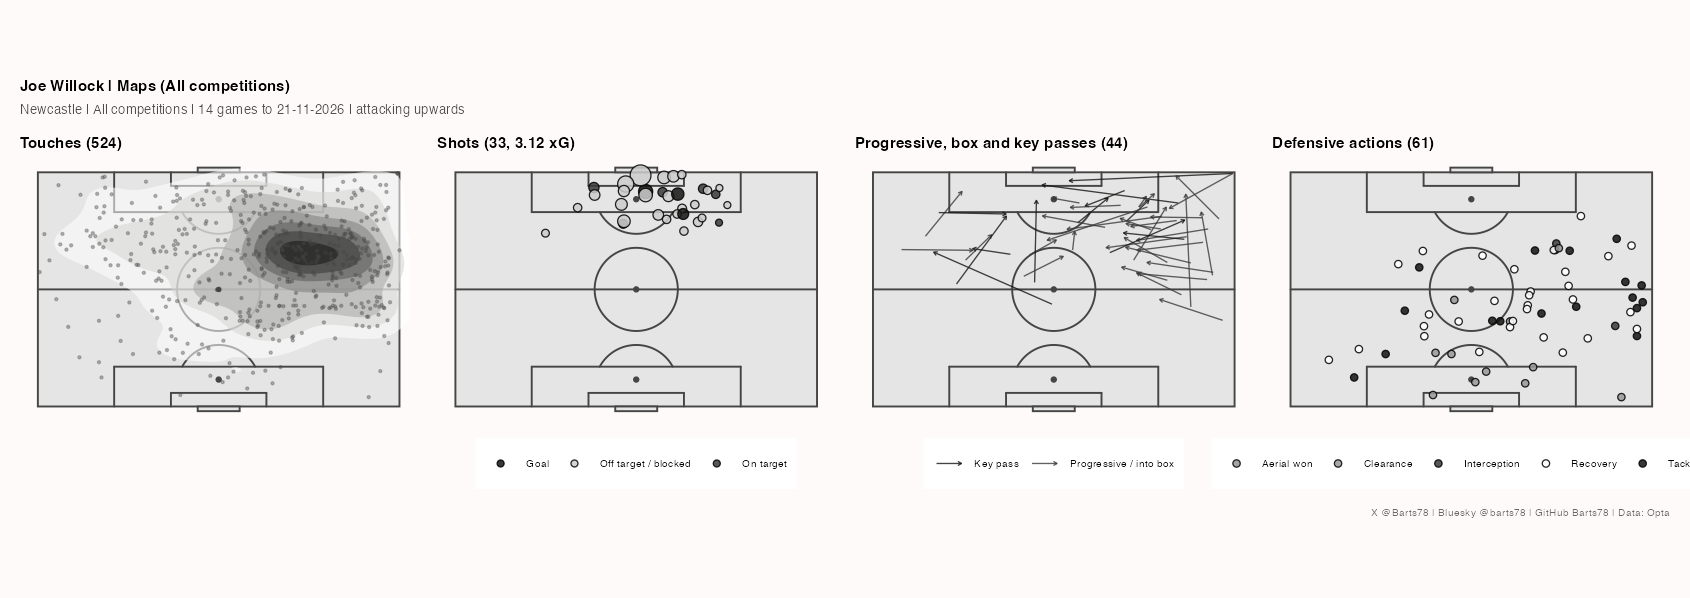 Joe Willock | Maps (All competitions)
Newcastle | All competitions | 14 games to 21-11-2026 | attacking upwards
Touches (524)
Shots (33, 3.12 xG)
Progressive, box and key passes (44)
Defensive actions (61)
Goal
Off target / blocked
On target
Key pass
Progressive / into box
Aerial won
Clearance
Interception
Recovery
Tack
X @Barts78 | Bluesky @barts78 | GitHub Barts78 | Data: Opta